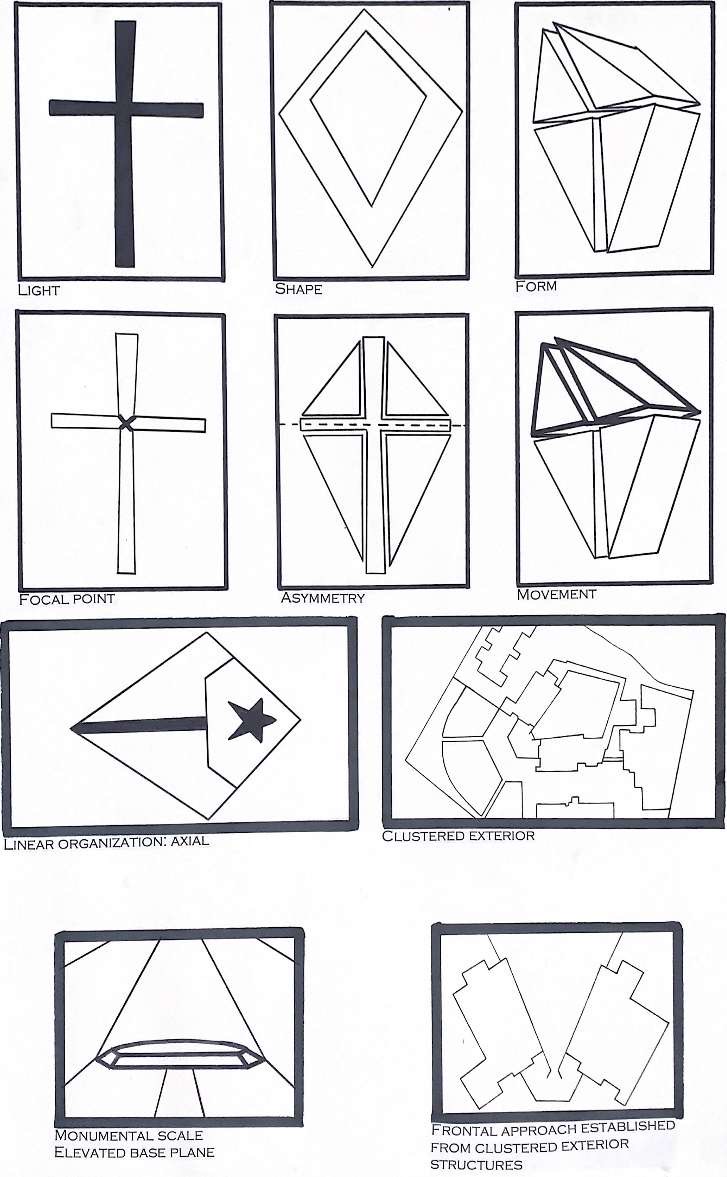 Light
Shape
Form
Focal point
Asymmetry
Movement
Linear organization: axial
Clustered exterior
Monumental scale
Elevated base plane
Frontal approach established
from clustered exterior
structures